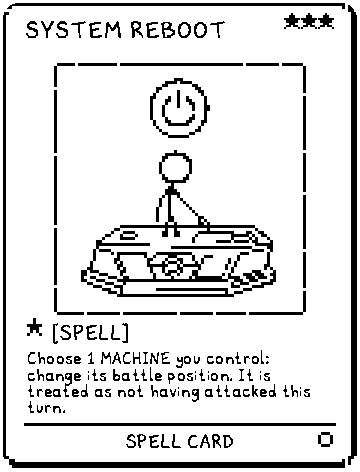 SYSTEM REBOOT
[SPELL]
Choose 1 MACHINE you control:
change its battle position. It is
treated as not having attacked this
turn.
SPELL CARD